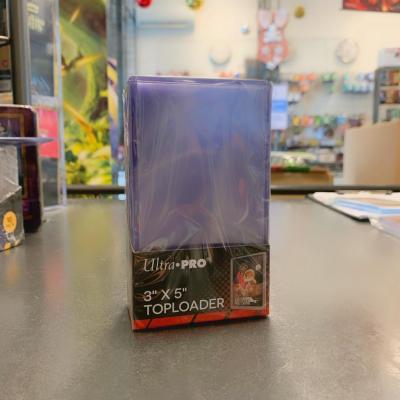 Ultra•PRO
3" X 5"
TOPLOADER